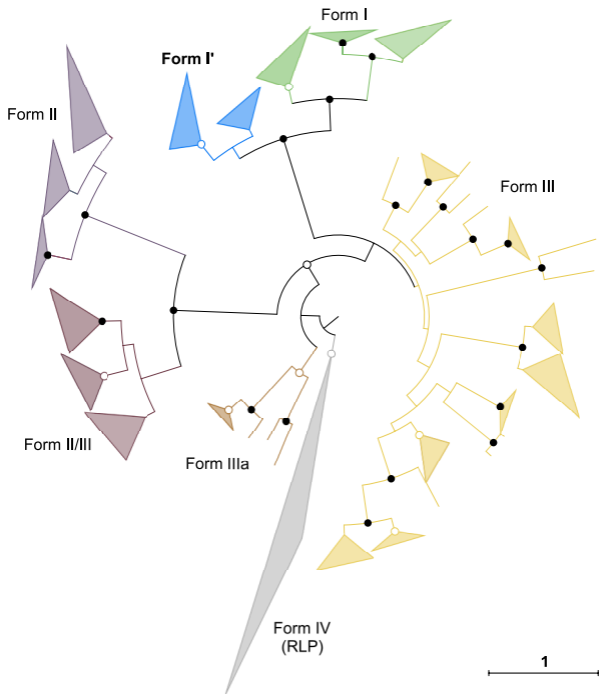 Form I
Form I'
Form II
Form III
Form II/III
Form IIIa
Form IV
(RLP)
1